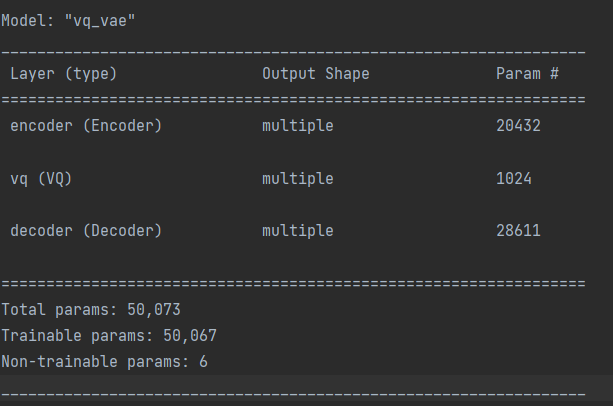 Model: "vq_vae"
_________________________________________________________________
Layer (type) Output Shape Param #
=================================================================
encoder (Encoder) multiple 20432
vq (VQ) multiple 1024
decoder (Decoder) multiple 28611
=================================================================
Total params: 50,073
Trainable params: 50,067
Non-trainable params: 6
_________________________________________________________________